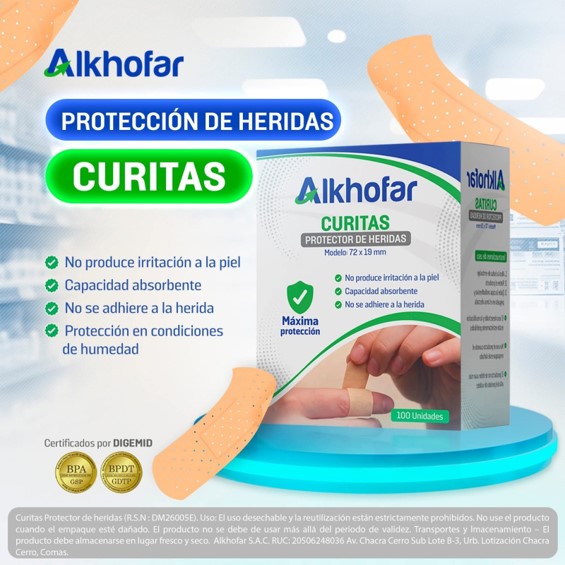 Alkhofar
PROTECCIÓN DE HERIDAS
CURITAS
No produce irritación a la piel
Capacidad absorbente
No se adhiere a la herida
Protección en condiciones
de humedad
Alkhofar
CURITAS
PROTECTOR DE HERIDAS
Modelo: 72 x 19 mm
No produce irritación a la piel
Capacidad absorbente
No se adhiere a la herida
Máxima
protección
100 Unidades
Alkhofar
CURITAS
PROTECTOR DE HERIDAS
Certificados por DIGEMID
BPA
GSP
BPDT
GDTP
Curitas Protector de heridas (R.S.N : DM26005E). Uso: El uso desechable y la reutilización están estrictamente prohibidos. No use el producto
cuando el empaque esté dañado. El producto no se debe de usar más allá del periodo de validez. Transportes y Imacenamiento – El
producto debe almacenarse en lugar fresco y seco. Alkhofar S.A.C. RUC: 20506248036 Av. Chacra Cerro Sub Lote B-3, Urb. Lotización Chacra
Cerro, Comas.